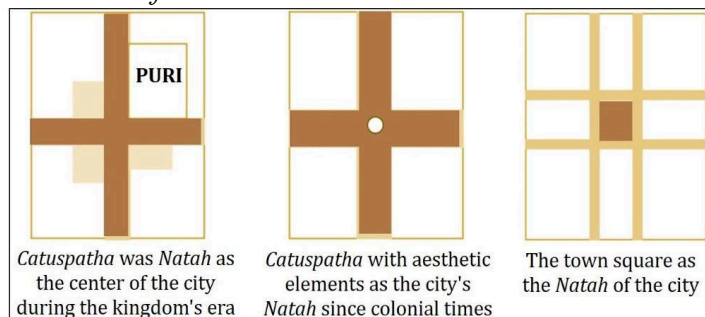 PURI
Catuspatha was Natah as
the center of the city
during the kingdom's era
Catuspatha with aesthetic
elements as the city's
Natah since colonial times
The town square as
the Natah of the city